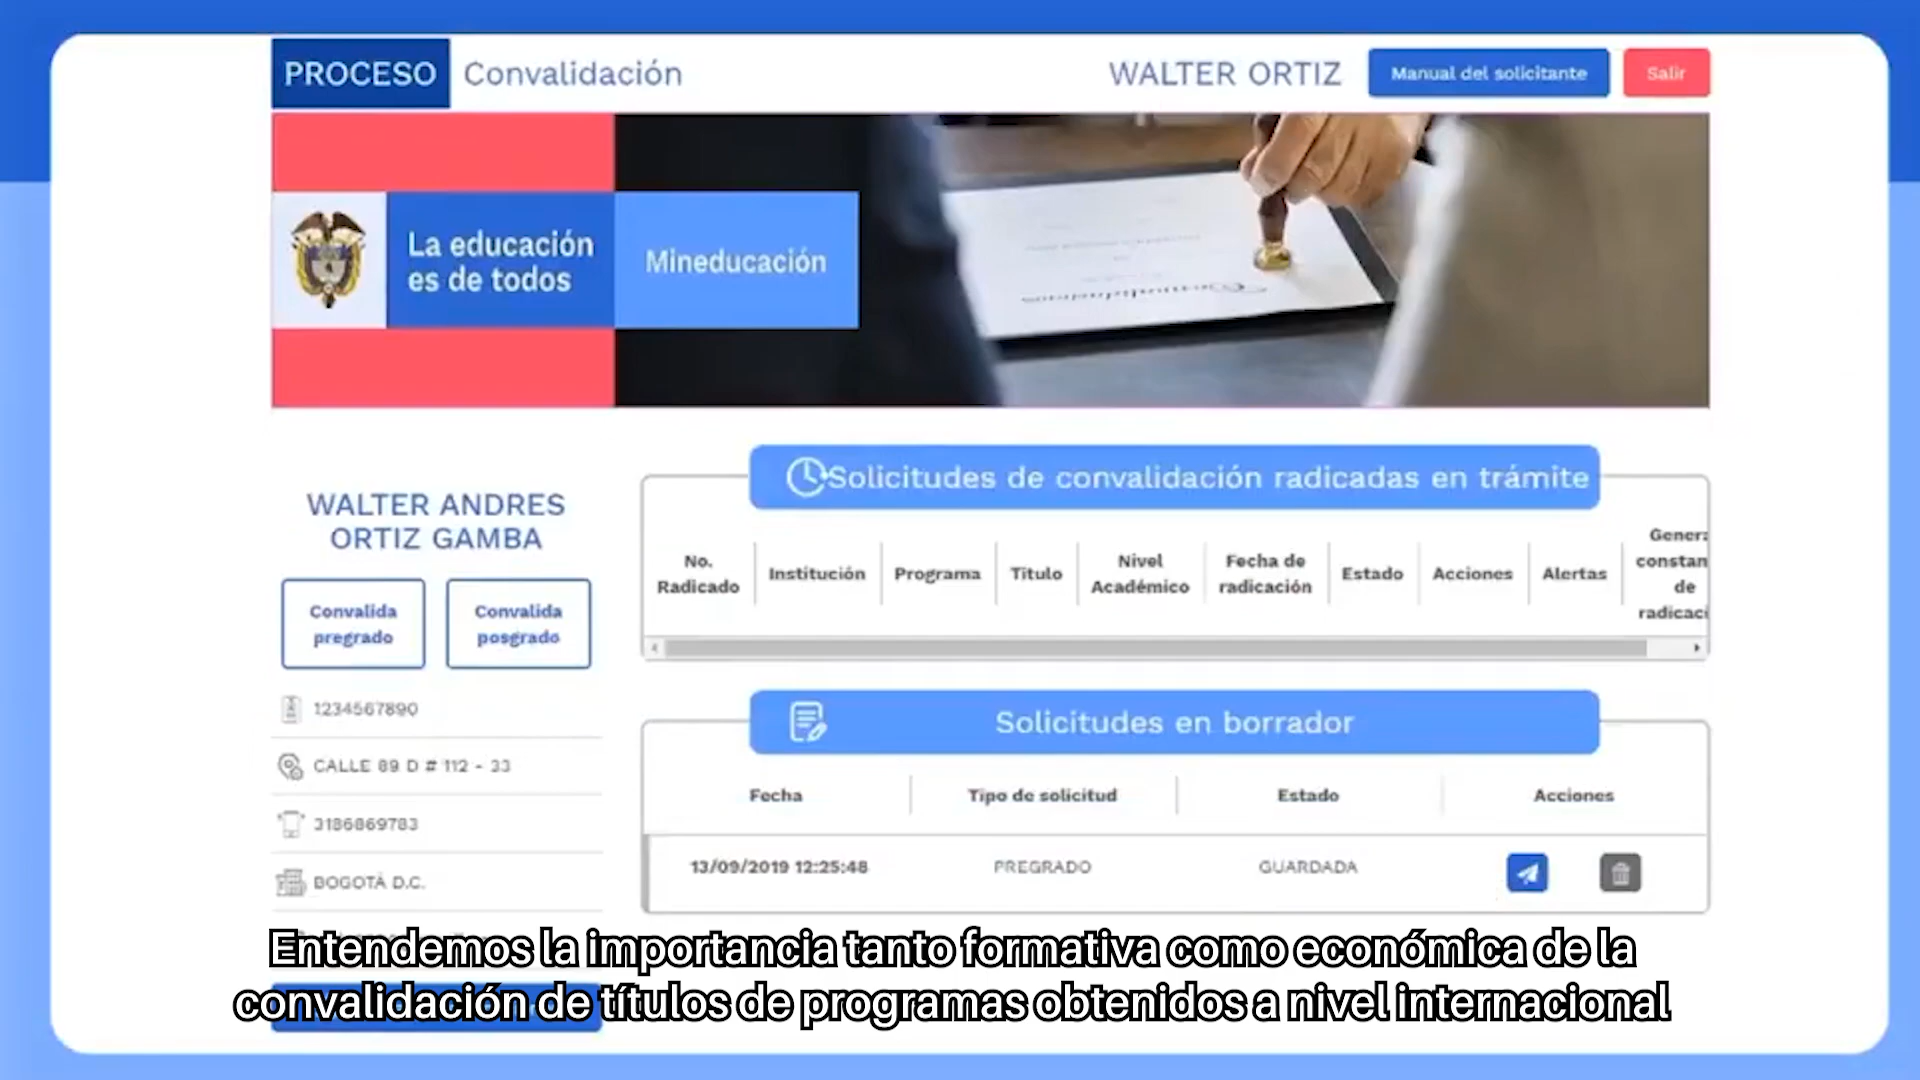 PROCESO Convalidación
WALTER ORTIZ
Manual del solicitante
Salir
La educación
es de todos
Mineducación
WALTER ANDRES
ORTIZ GAMBA
Convalida
pregrado
Convalida
posgrado
1234567890
CALLE 89 D # 112 - 33
3186869783
BOGOTÁ D.C.
Solicitudes de convalidación radicadas en trámite
No.
Radicado
Institución
Programa
Título
Nivel
Académico
Fecha de
radicación
Estado
Acciones
Alertas
Genera
constan
de
radicaci
Solicitudes en borrador
Fecha
Tipo de solicitud
Estado
Acciones
13/09/2019 12:25:48
PREGRADO
GUARDADA
Entendemos la importancia tanto formativa como económica de la
convalidación de títulos de programas obtenidos a nivel internacional